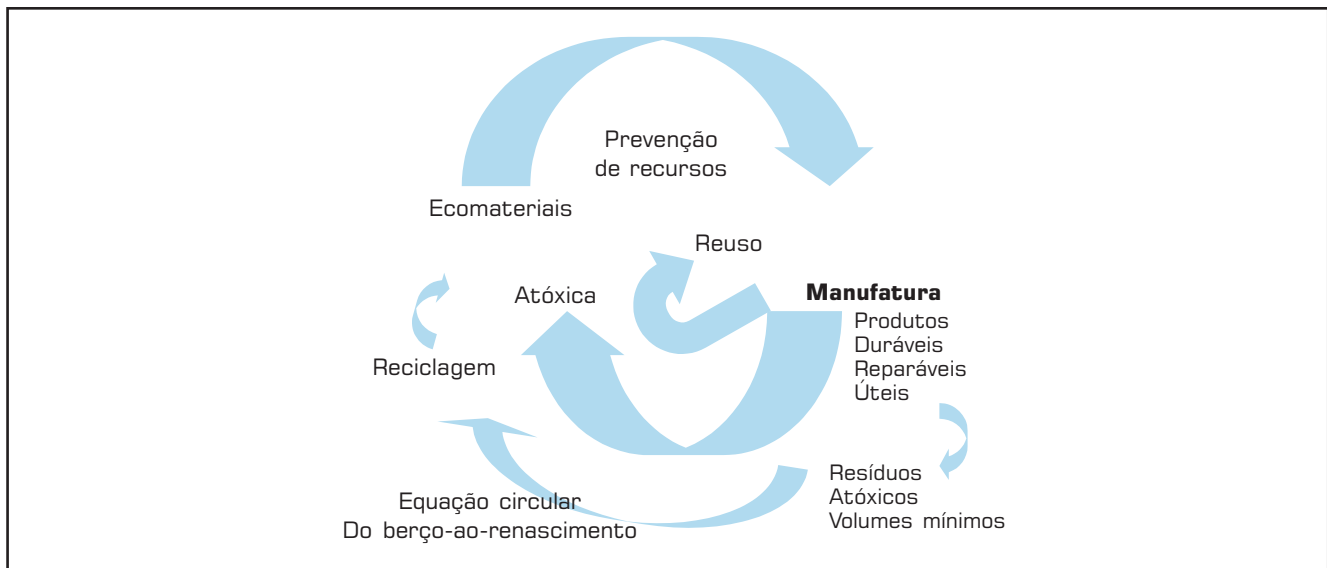 Prevenção
de recursos
Ecomateriais
Reuso
Atóxica
Manufatura
Produtos
Duráveis
Reparáveis
Úteis
Reciclagem
Resíduos
Atóxicos
Volumes mínimos
Equação circular
Do berço-ao-renascimento